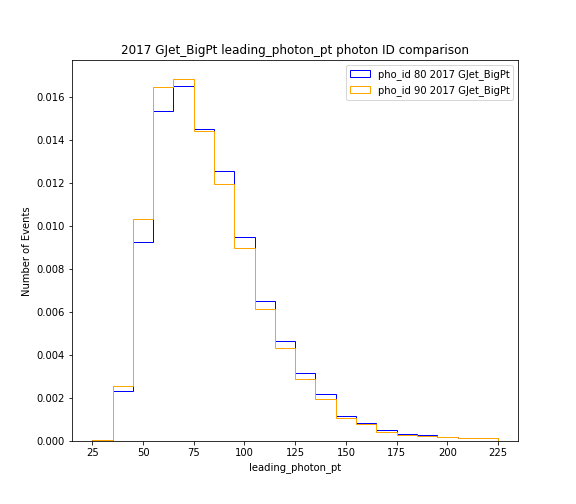 2017 GJet_BigPt leading_photon_pt photon ID comparison
pho_id 80 2017 GJet_BigPt
pho_id 90 2017 GJet_BigPt
Number of Events
0.016
0.014
0.012
0.010
0.008
0.006
0.004
0.002
0.000
25 50 75 100 125 150 175 200 225
leading_photon_pt